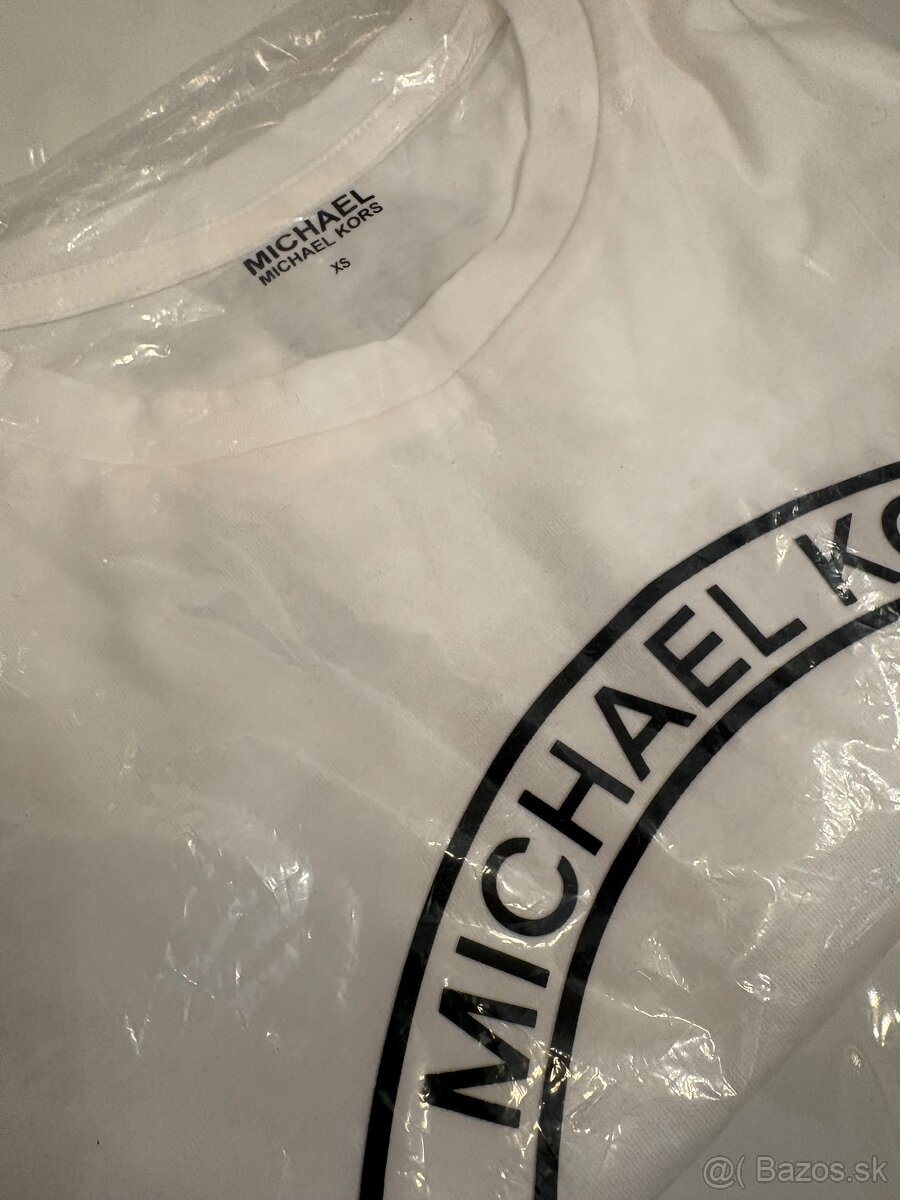 MICHAEL
MICHAEL KORS
XS
MICHAEL KO
@( Bazos.sk